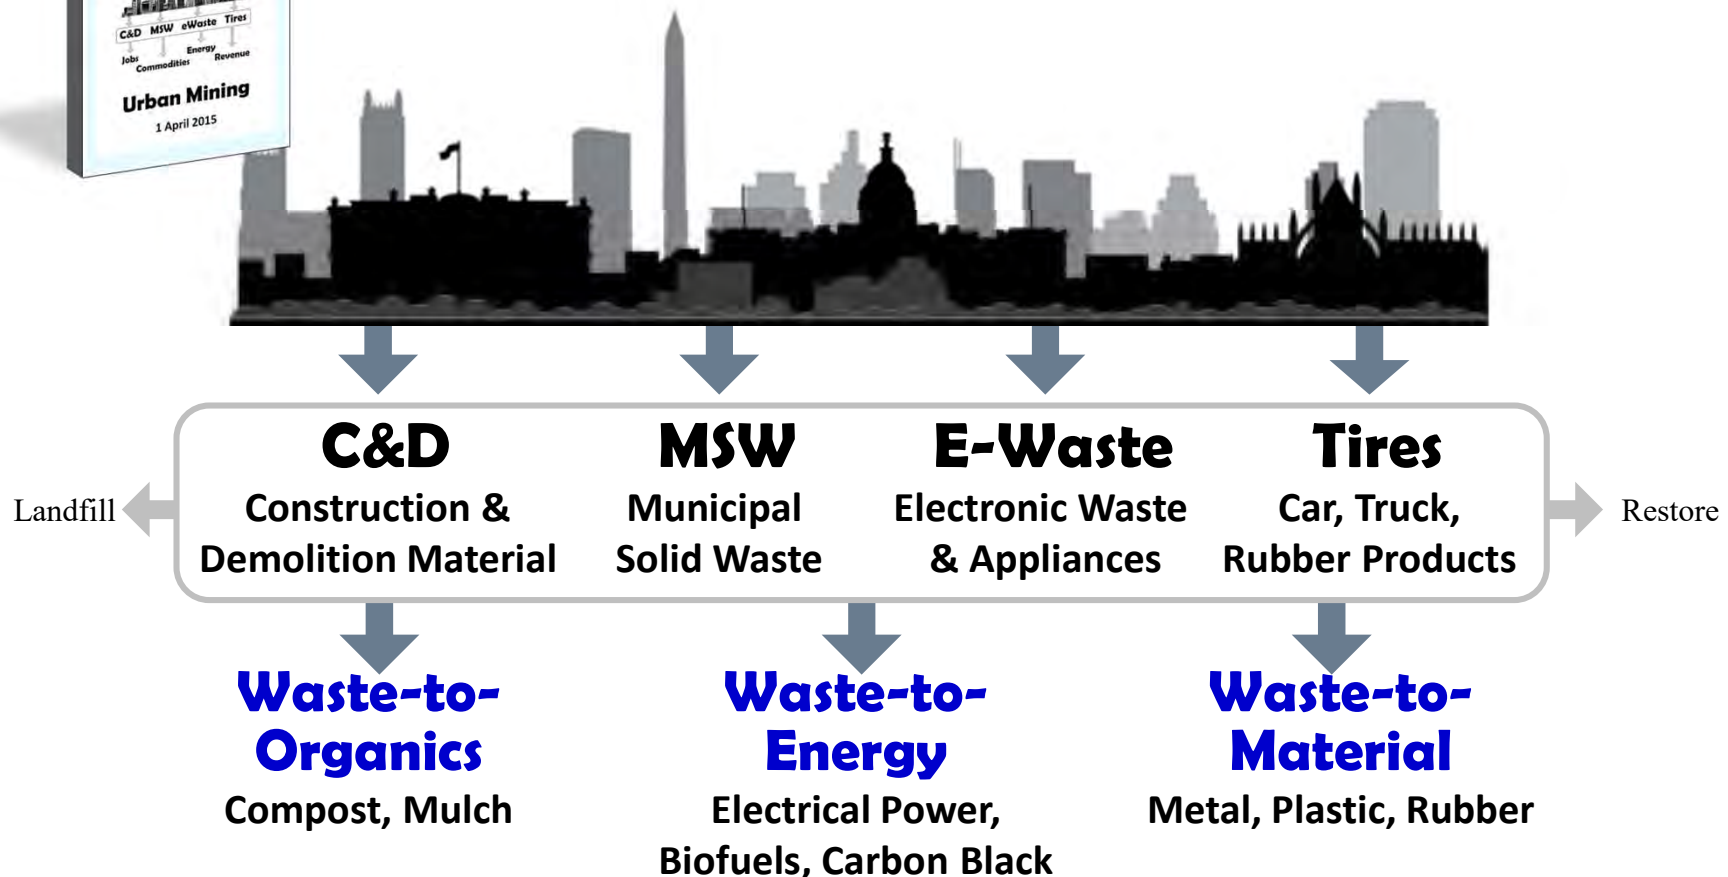 C&D MSW eWaste Tires
Jobs
Commodities
Energy
Revenue
Urban Mining
1 April 2015
C&D
Construction &
Demolition Material
MSW
Municipal
Solid Waste
E-Waste
Electronic Waste
& Appliances
Tires
Car, Truck,
Rubber Products
Landfill
Restore
Waste-to-
Organics
Compost, Mulch
Waste-to-
Energy
Electrical Power,
Biofuels, Carbon Black
Waste-to-
Material
Metal, Plastic, Rubber